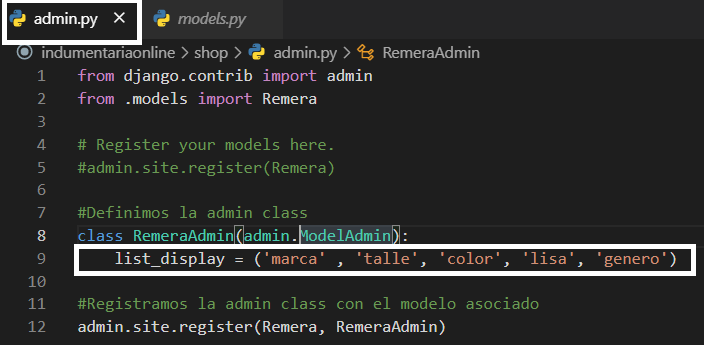 admin.py
models.py
indumentariaonline > shop > admin.py > RemeraAdmin
1 from django.contrib import admin
2 from .models import Remera
3
4 # Register your models here.
5 #admin.site.register(Remera)
6
7 #Definimos la admin class
8 class RemeraAdmin(admin.ModelAdmin):
9 list_display = ('marca' , 'talle', 'color', 'lisa', 'genero')
10
11 #Registramos la admin class con el modelo asociado
12 admin.site.register(Remera, RemeraAdmin)